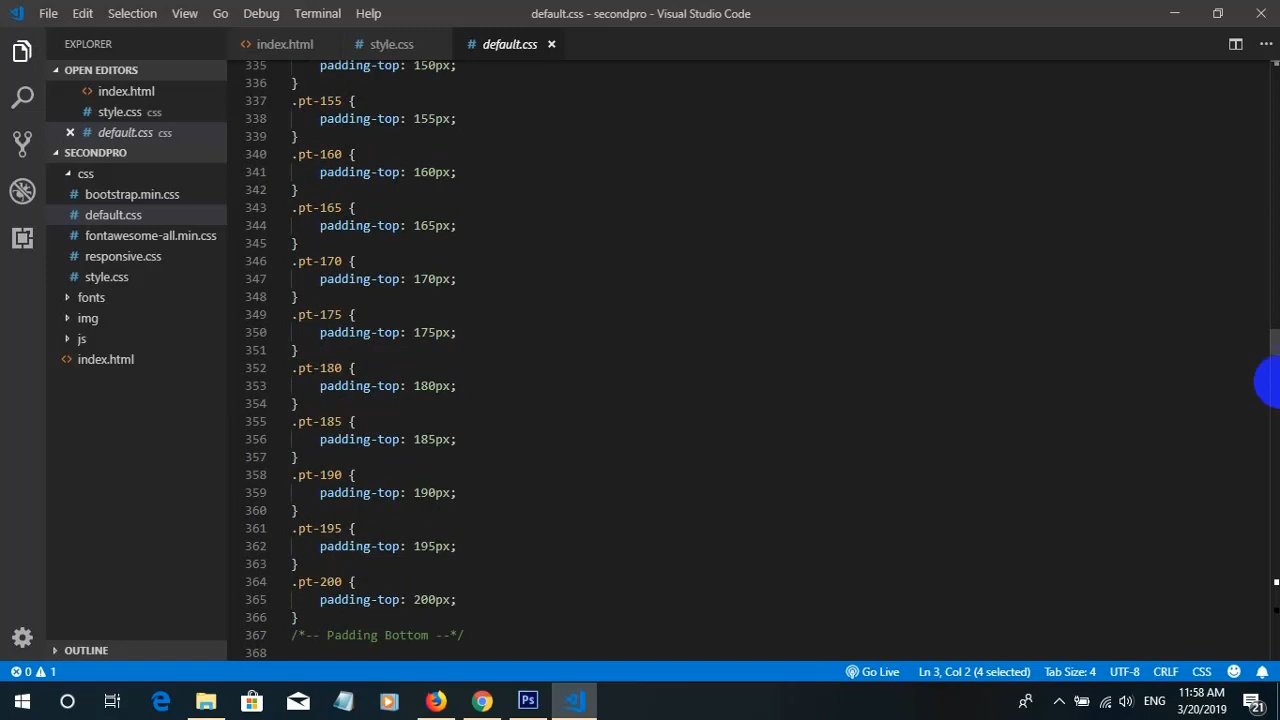 File Edit Selection View Go Debug Terminal Help
default.css - secondpro - Visual Studio Code
EXPLORER
OPEN EDITORS
index.html
style.css css
default.css css
SECONDPRO
css
bootstrap.min.css
default.css
fontawesome-all.min.css
responsive.css
style.css
fonts
img
js
index.html
OUTLINE
index.html style.css default.css
335 padding-top: 150px;
336 }
337 .pt-155 {
338 padding-top: 155px;
339 }
340 .pt-160 {
341 padding-top: 160px;
342 }
343 .pt-165 {
344 padding-top: 165px;
345 }
346 .pt-170 {
347 padding-top: 170px;
348 }
349 .pt-175 {
350 padding-top: 175px;
351 }
352 .pt-180 {
353 padding-top: 180px;
354 }
355 .pt-185 {
356 padding-top: 185px;
357 }
358 .pt-190 {
359 padding-top: 190px;
360 }
361 .pt-195 {
362 padding-top: 195px;
363 }
364 .pt-200 {
365 padding-top: 200px;
366 }
367 /*-- Padding Bottom --*/
368
0 1 Go Live Ln 3, Col 2 (4 selected) Tab Size: 4 UTF-8 CRLF CSS
Ps ENG 11:58 AM 21
3/20/2019